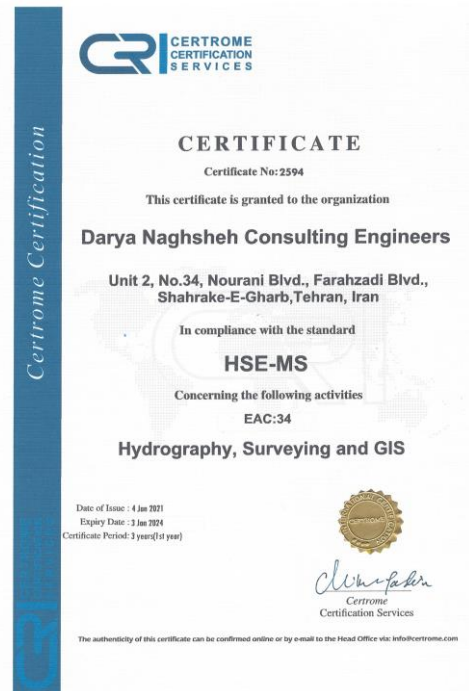 CERTROME
CERTIFICATION
SERVICES
Certrome Certification
CERTIFICATE
Certificate No:2594
This certificate is granted to the organization
Darya Naghsheh Consulting Engineers
Unit 2, No.34, Nourani Blvd., Farahzadi Blvd.,
Shahrake-E-Gharb,Tehran, Iran
In compliance with the standard
HSE-MS
Concerning the following activities
EAC:34
Hydrography, Surveying and GIS
Date of Issue : 4 Jan 2021
Expiry Date : 3 Jan 2024
Certificate Period: 3 years(1st year)
CERTROME
Certrome
Certification Services
The authenticity of this certificate can be confirmed online or by e-mail to the Head Office via: info@certrome.com